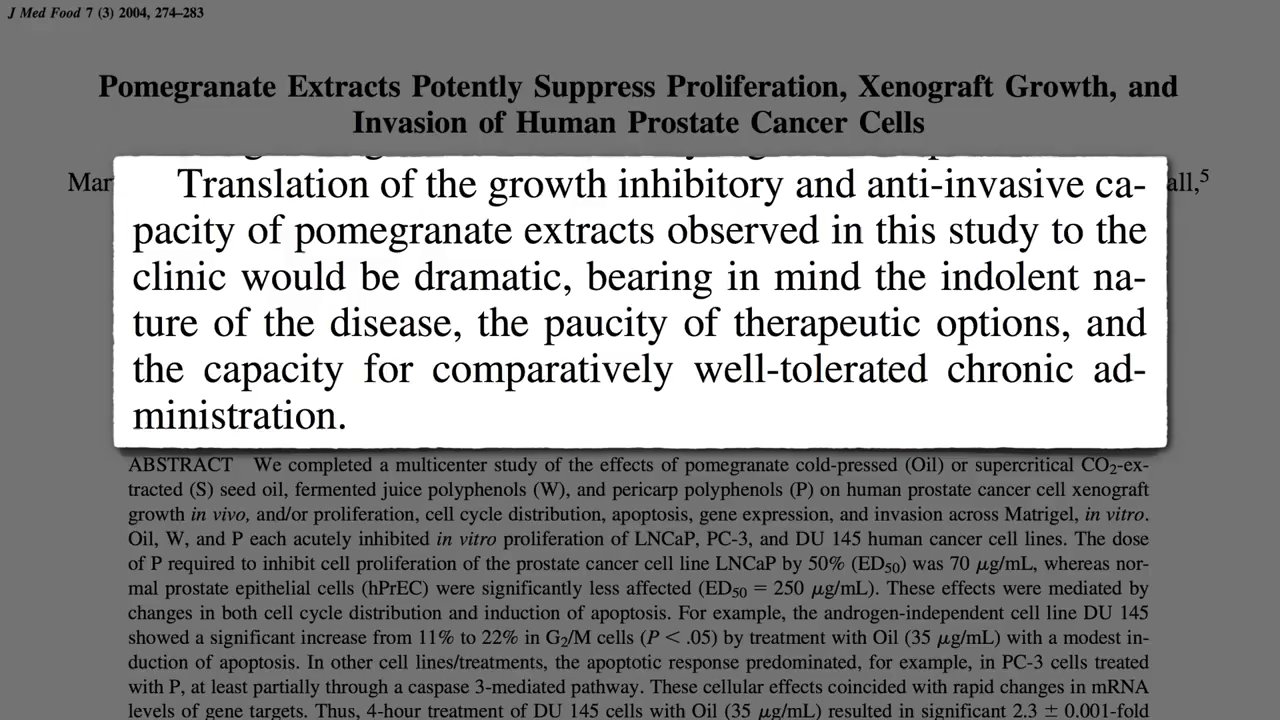 J Med Food 7 (3) 2004, 274–283
Pomegranate Extracts Potently Suppress Proliferation, Xenograft Growth, and
Invasion of Human Prostate Cancer Cells
all,5
Translation of the growth inhibitory and anti-invasive ca-
pacity of pomegranate extracts observed in this study to the
clinic would be dramatic, bearing in mind the indolent na-
ture of the disease, the paucity of therapeutic options, and
the capacity for comparatively well-tolerated chronic ad-
ministration.
ABSTRACT We completed a multicenter study of the effects of pomegranate cold-pressed (Oil) or supercritical CO2-ex-
tracted (S) seed oil, fermented juice polyphenols (W), and pericarp polyphenols (P) on human prostate cancer cell xenograft
growth in vivo, and/or proliferation, cell cycle distribution, apoptosis, gene expression, and invasion across Matrigel, in vitro.
Oil, W, and P each acutely inhibited in vitro proliferation of LNCaP, PC-3, and DU 145 human cancer cell lines. The dose
of P required to inhibit cell proliferation of the prostate cancer cell line LNCaP by 50% (ED50) was 70 μg/mL, whereas nor-
mal prostate epithelial cells (hPrEC) were significantly less affected (ED50 = 250 μg/mL). These effects were mediated by
changes in both cell cycle distribution and induction of apoptosis. For example, the androgen-independent cell line DU 145
showed a significant increase from 11% to 22% in G2/M cells (P < .05) by treatment with Oil (35 μg/mL) with a modest in-
duction of apoptosis. In other cell lines/treatments, the apoptotic response predominated, for example, in PC-3 cells treated
with P, at least partially through a caspase 3-mediated pathway. These cellular effects coincided with rapid changes in mRNA
levels of gene targets. Thus, 4-hour treatment of DU 145 cells with Oil (35 μg/mL) resulted in significant 2.3 ± 0.001-fold